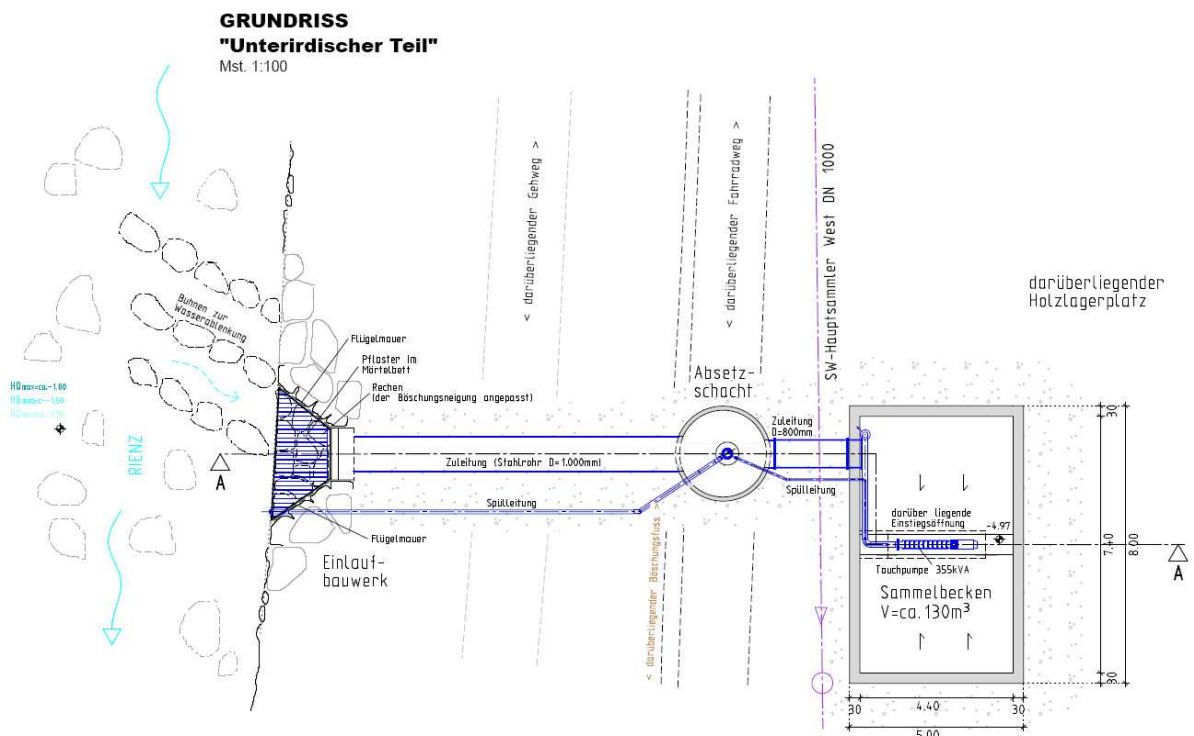 GRUNDRISS
"Unterirdischer Teil"
Mst. 1:100
< darüberliegender Gehweg >
< darüberliegender Fahrradweg >
SW-Hauptsammler West DN 1000
darüberliegender
Holzlagerplatz
Buhnen zur
Wasserablenkung
Flügelmauer
Pflaster im
Mörtelbett
Rechen
(der Böschungsneigung angepasst)
Absetz-
schacht
Zuleitung
D=800mm
RIENZ
A
Zuleitung (Stahlrohr D=1.000mm)
Spülleitung
Spülleitung
Flügelmauer
Einlauf-
bauwerk
< darüberliegender Böschungsfuss >
darüber liegende
Einstiegsöffnung
-4.97
Tauchpumpe 355kVA
Sammelbecken
V=ca. 130m³
A
30
7.40
8.00
30
30
4.40
30
5.00